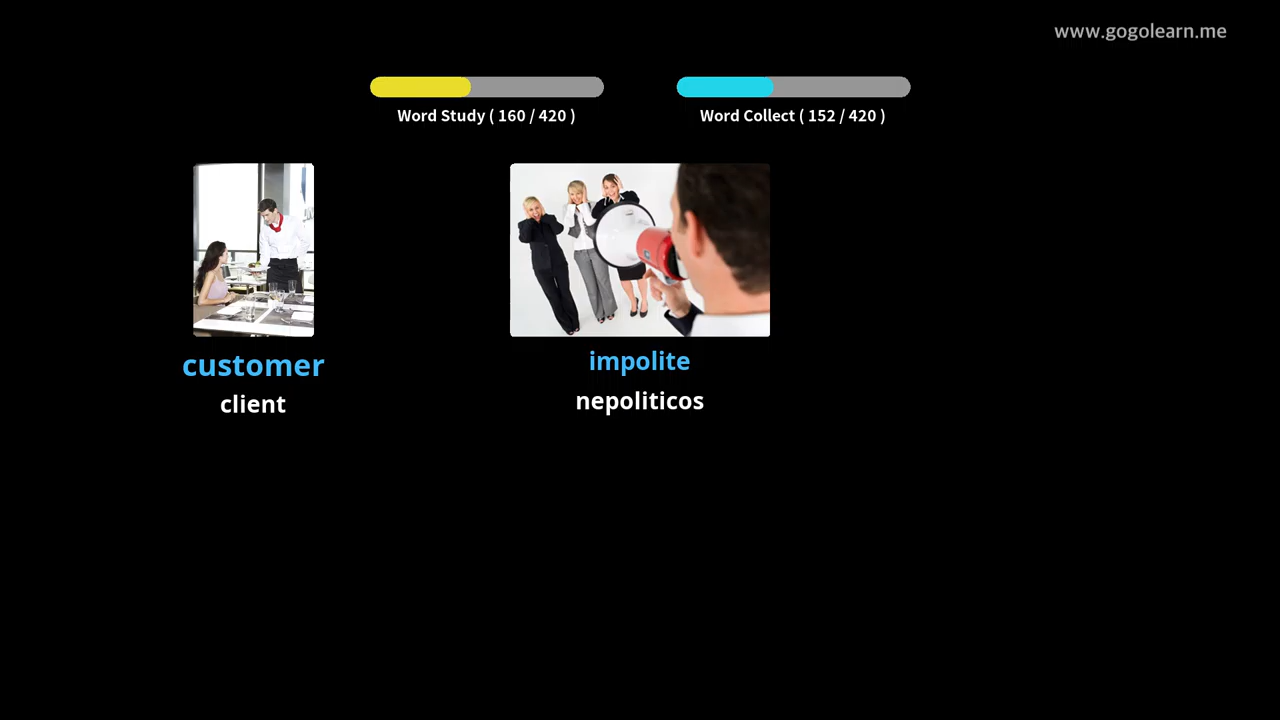 www.gogolearn.me
Word Study ( 160 / 420 )
Word Collect ( 152 / 420 )
customer
client
impolite
nepoliticos